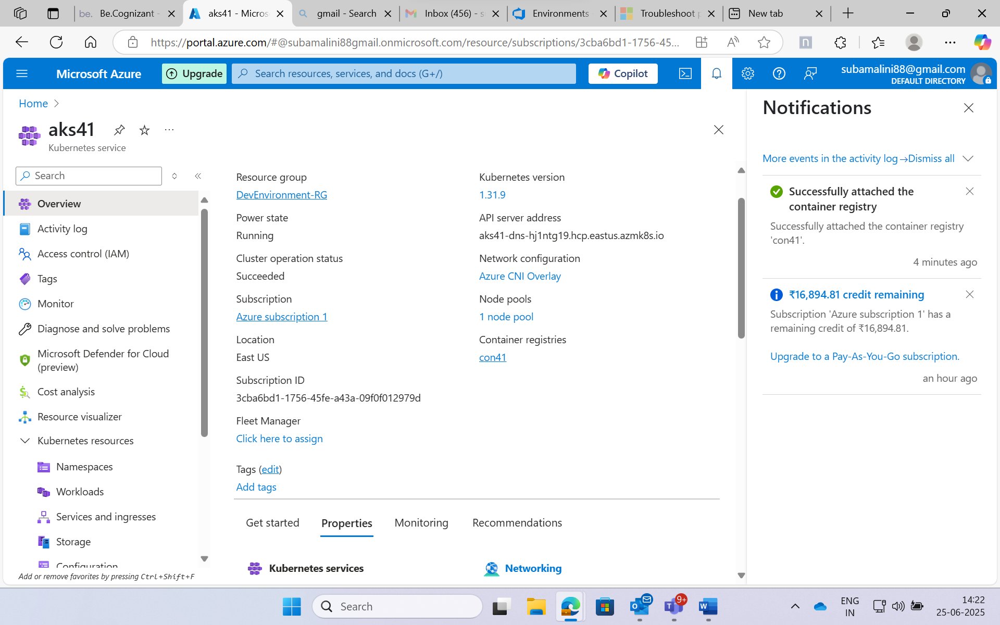 be. Be.Cognizant -
aks41 - Micros
gmail - Search
Inbox (456) - s
Environments
Troubleshoot p
New tab
https://portal.azure.com/#@subamalini88gmail.onmicrosoft.com/resource/subscriptions/3cba6bd1-1756-45...
Microsoft Azure
Upgrade
Search resources, services, and docs (G+/)
Copilot
subamalini88@gmail.com
DEFAULT DIRECTORY
Home
aks41
Kubernetes service
Search
Overview
Activity log
Access control (IAM)
Tags
Monitor
Diagnose and solve problems
Microsoft Defender for Cloud
(preview)
Cost analysis
Resource visualizer
Kubernetes resources
Namespaces
Workloads
Services and ingresses
Storage
Configuration
Add or remove favorites by pressing Ctrl+Shift+F
Resource group
DevEnvironment-RG
Power state
Running
Cluster operation status
Succeeded
Subscription
Azure subscription 1
Location
East US
Subscription ID
3cba6bd1-1756-45fe-a43a-09f0f012979d
Fleet Manager
Click here to assign
Tags (edit)
Add tags
Kubernetes version
1.31.9
API server address
aks41-dns-hj1ntg19.hcp.eastus.azmk8s.io
Network configuration
Azure CNI Overlay
Node pools
1 node pool
Container registries
con41
Get started
Properties
Monitoring
Recommendations
Kubernetes services
Networking
Notifications
More events in the activity log→
Dismiss all
Successfully attached the
container registry
Successfully attached the container registry
'con41'.
4 minutes ago
₹16,894.81 credit remaining
Subscription 'Azure subscription 1' has a
remaining credit of ₹16,894.81.
Upgrade to a Pay-As-You-Go subscription.
an hour ago
Search
9+
ENG
IN
14:22
25-06-2025